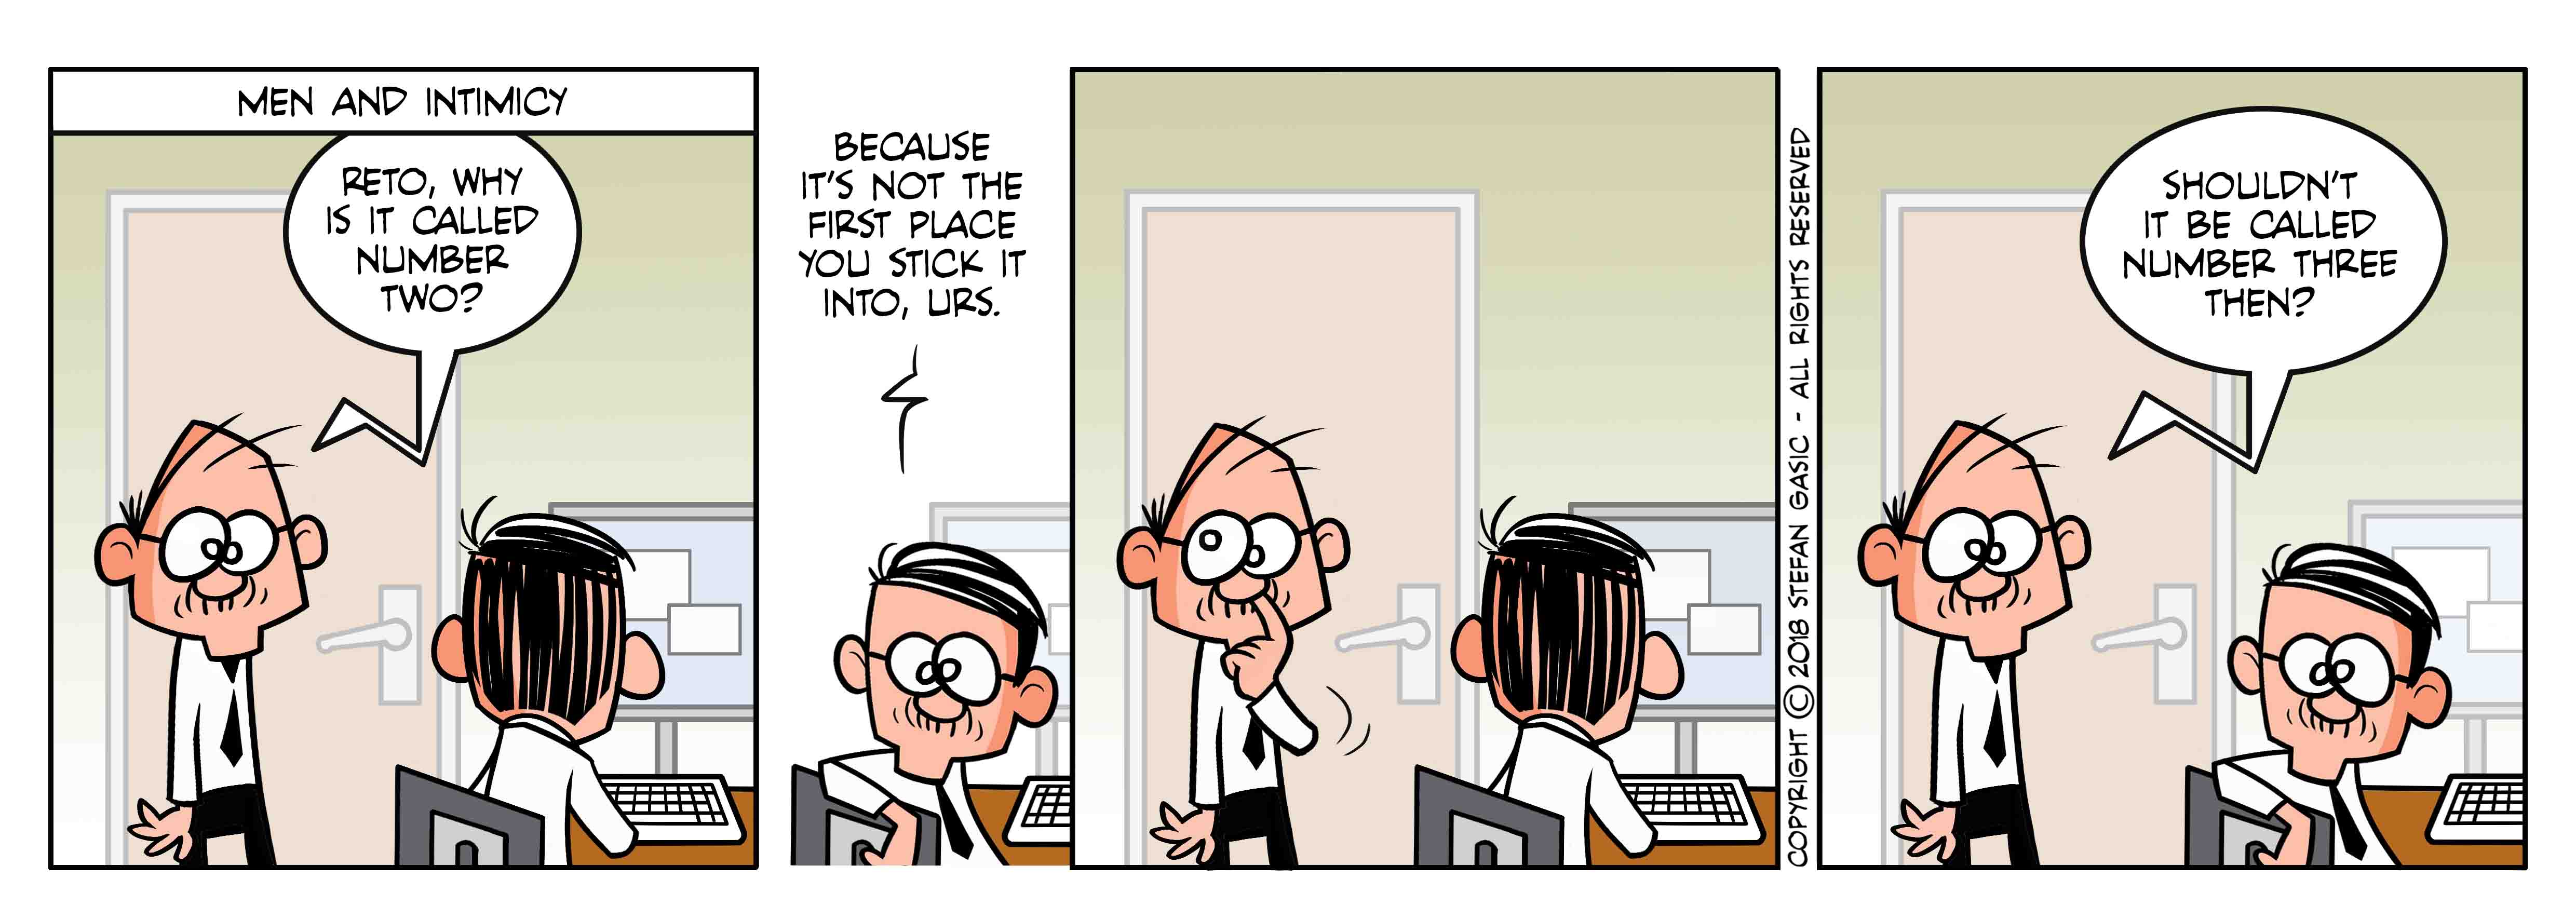 MEN AND INTIMICY
RETO, WHY
IS IT CALLED
NUMBER
TWO?
BECAUSE
IT'S NOT THE
FIRST PLACE
YOU STICK IT
INTO, URS.
COPYRIGHT © 2018 STEFAN GASIC - ALL RIGHTS RESERVED
SHOULDN'T
IT BE CALLED
NUMBER THREE
THEN?